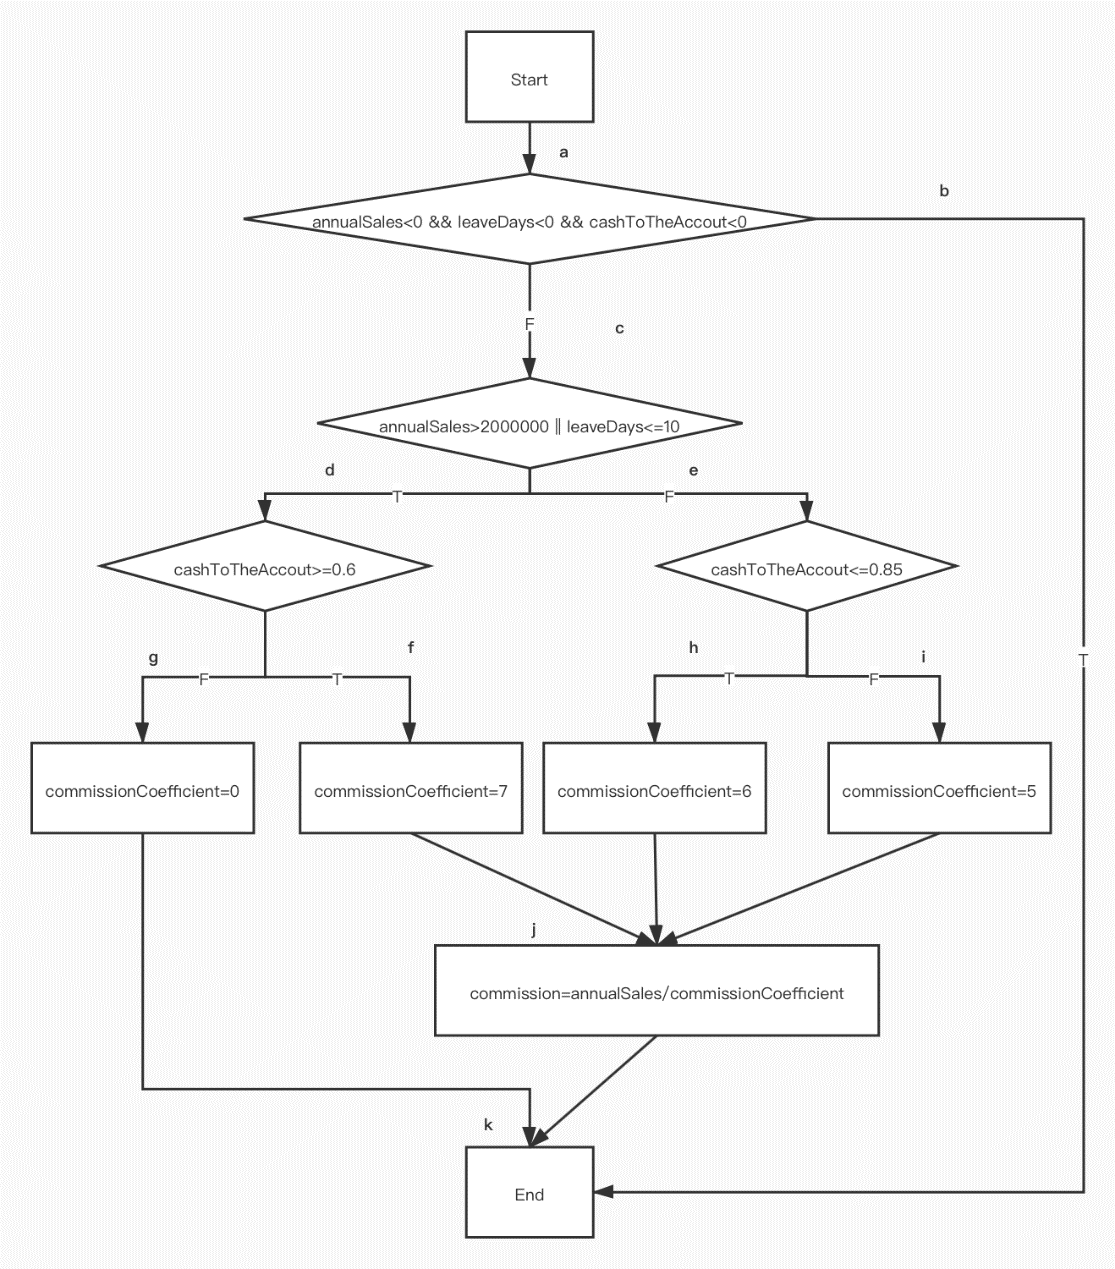 Start
a
b
annualSales<0 && leaveDays<0 && cashToTheAccout<0
F
c
annualSales>2000000 || leaveDays<=10
d
e
T
F
cashToTheAccout>=0.6
cashToTheAccout<=0.85
g
f
h
i
F
T
T
F
T
commissionCoefficient=0
commissionCoefficient=7
commissionCoefficient=6
commissionCoefficient=5
j
commission=annualSales/commissionCoefficient
k
End